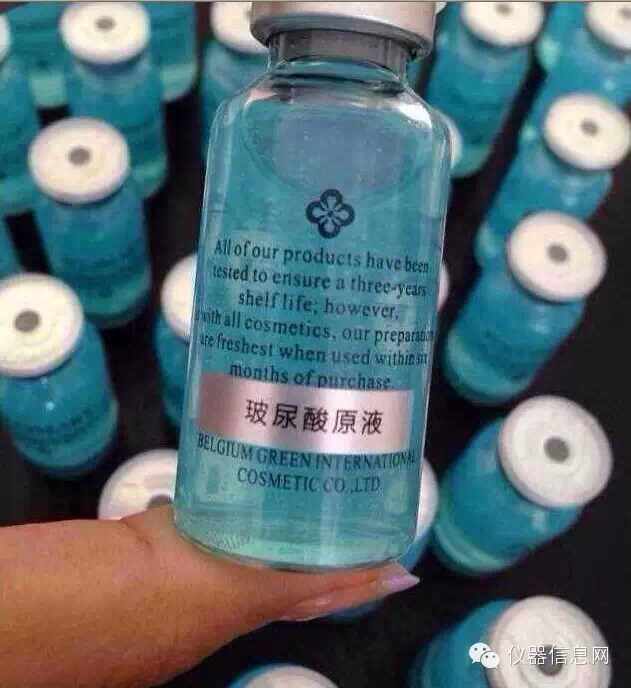 All of our products have been
tested to ensure a three-years
shelf life; however,
with all cosmetics, our preparation
are freshest when used within six
months of purchase.
玻尿酸原液
BELGIUM GREEN INTERNATIONAL
COSMETIC CO.,LTD
仪器信息网